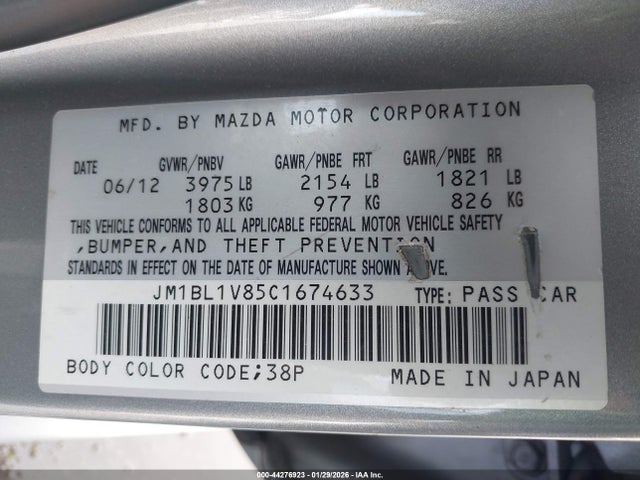 MFD. BY MAZDA MOTOR CORPORATION
DATE GVWR/PNBV GAWR/PNBE FRT GAWR/PNBE RR
06/12 3975 LB 2154 LB 1821 LB
1803 KG 977 KG 826 KG
THIS VEHICLE CONFORMS TO ALL APPLICABLE FEDERAL MOTOR VEHICLE SAFETY
,BUMPER,AND THEFT PREVENTION
STANDARDS IN EFFECT ON THE DATE OF MANUFACTURE SHOWN ABOVE.
JM1BL1V85C1674633 TYPE: PASS CAR
BODY COLOR CODE;38P MADE IN JAPAN
000-44276923 | 01/29/2026 | IAA Inc.